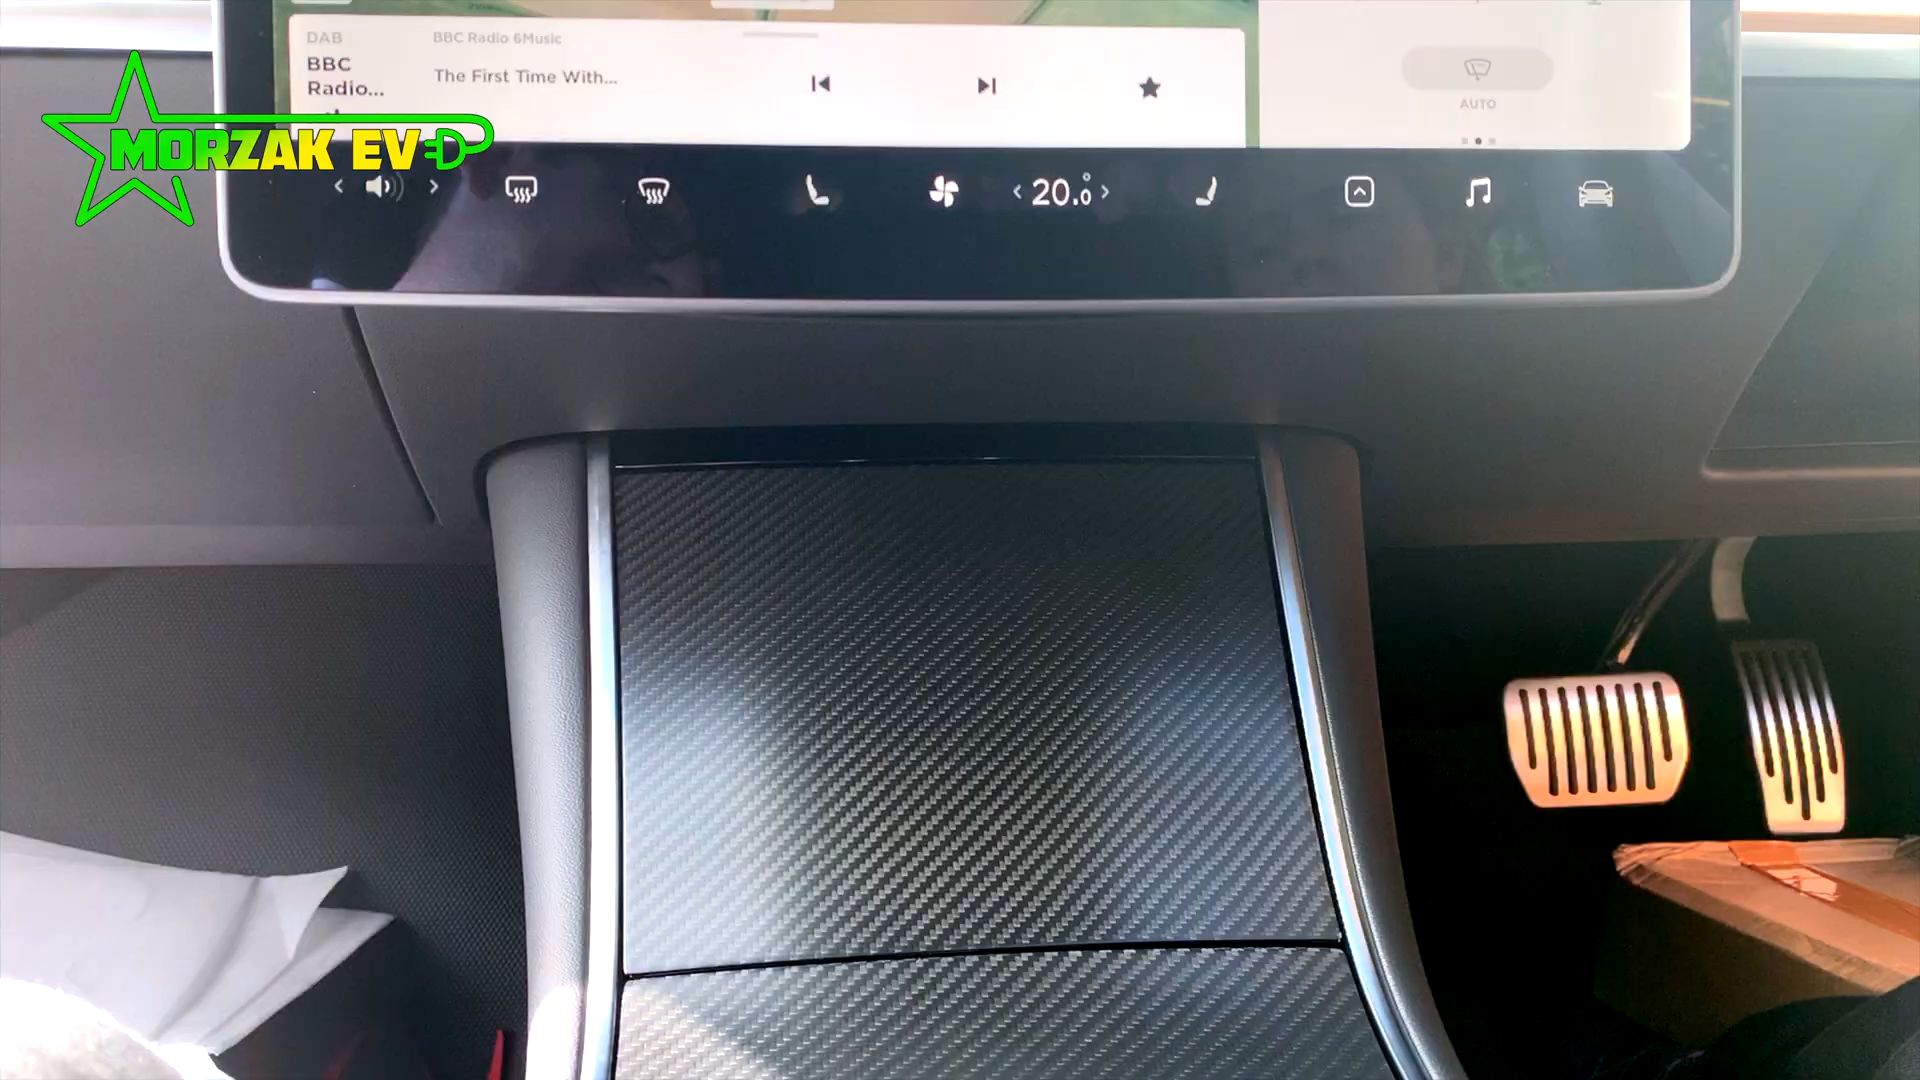 DAB
BBC
Radio...
BBC Radio 6Music
The First Time With...
AUTO
MORZAK EV
20.0°